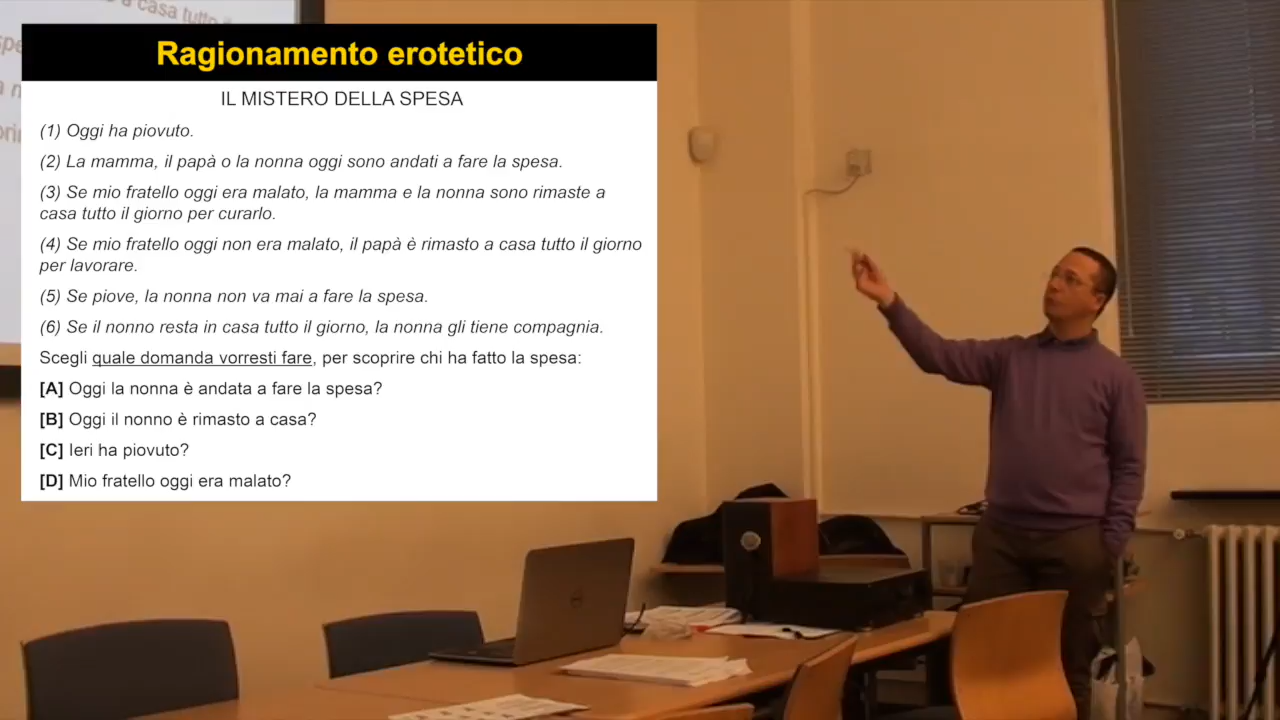 a casa tutto
Ragionamento erotetico
IL MISTERO DELLA SPESA
(1) Oggi ha piovuto.
(2) La mamma, il papà o la nonna oggi sono andati a fare la spesa.
(3) Se mio fratello oggi era malato, la mamma e la nonna sono rimaste a
casa tutto il giorno per curarlo.
(4) Se mio fratello oggi non era malato, il papà è rimasto a casa tutto il giorno
per lavorare.
(5) Se piove, la nonna non va mai a fare la spesa.
(6) Se il nonno resta in casa tutto il giorno, la nonna gli tiene compagnia.
Scegli quale domanda vorresti fare, per scoprire chi ha fatto la spesa:
[A] Oggi la nonna è andata a fare la spesa?
[B] Oggi il nonno è rimasto a casa?
[C] Ieri ha piovuto?
[D] Mio fratello oggi era malato?